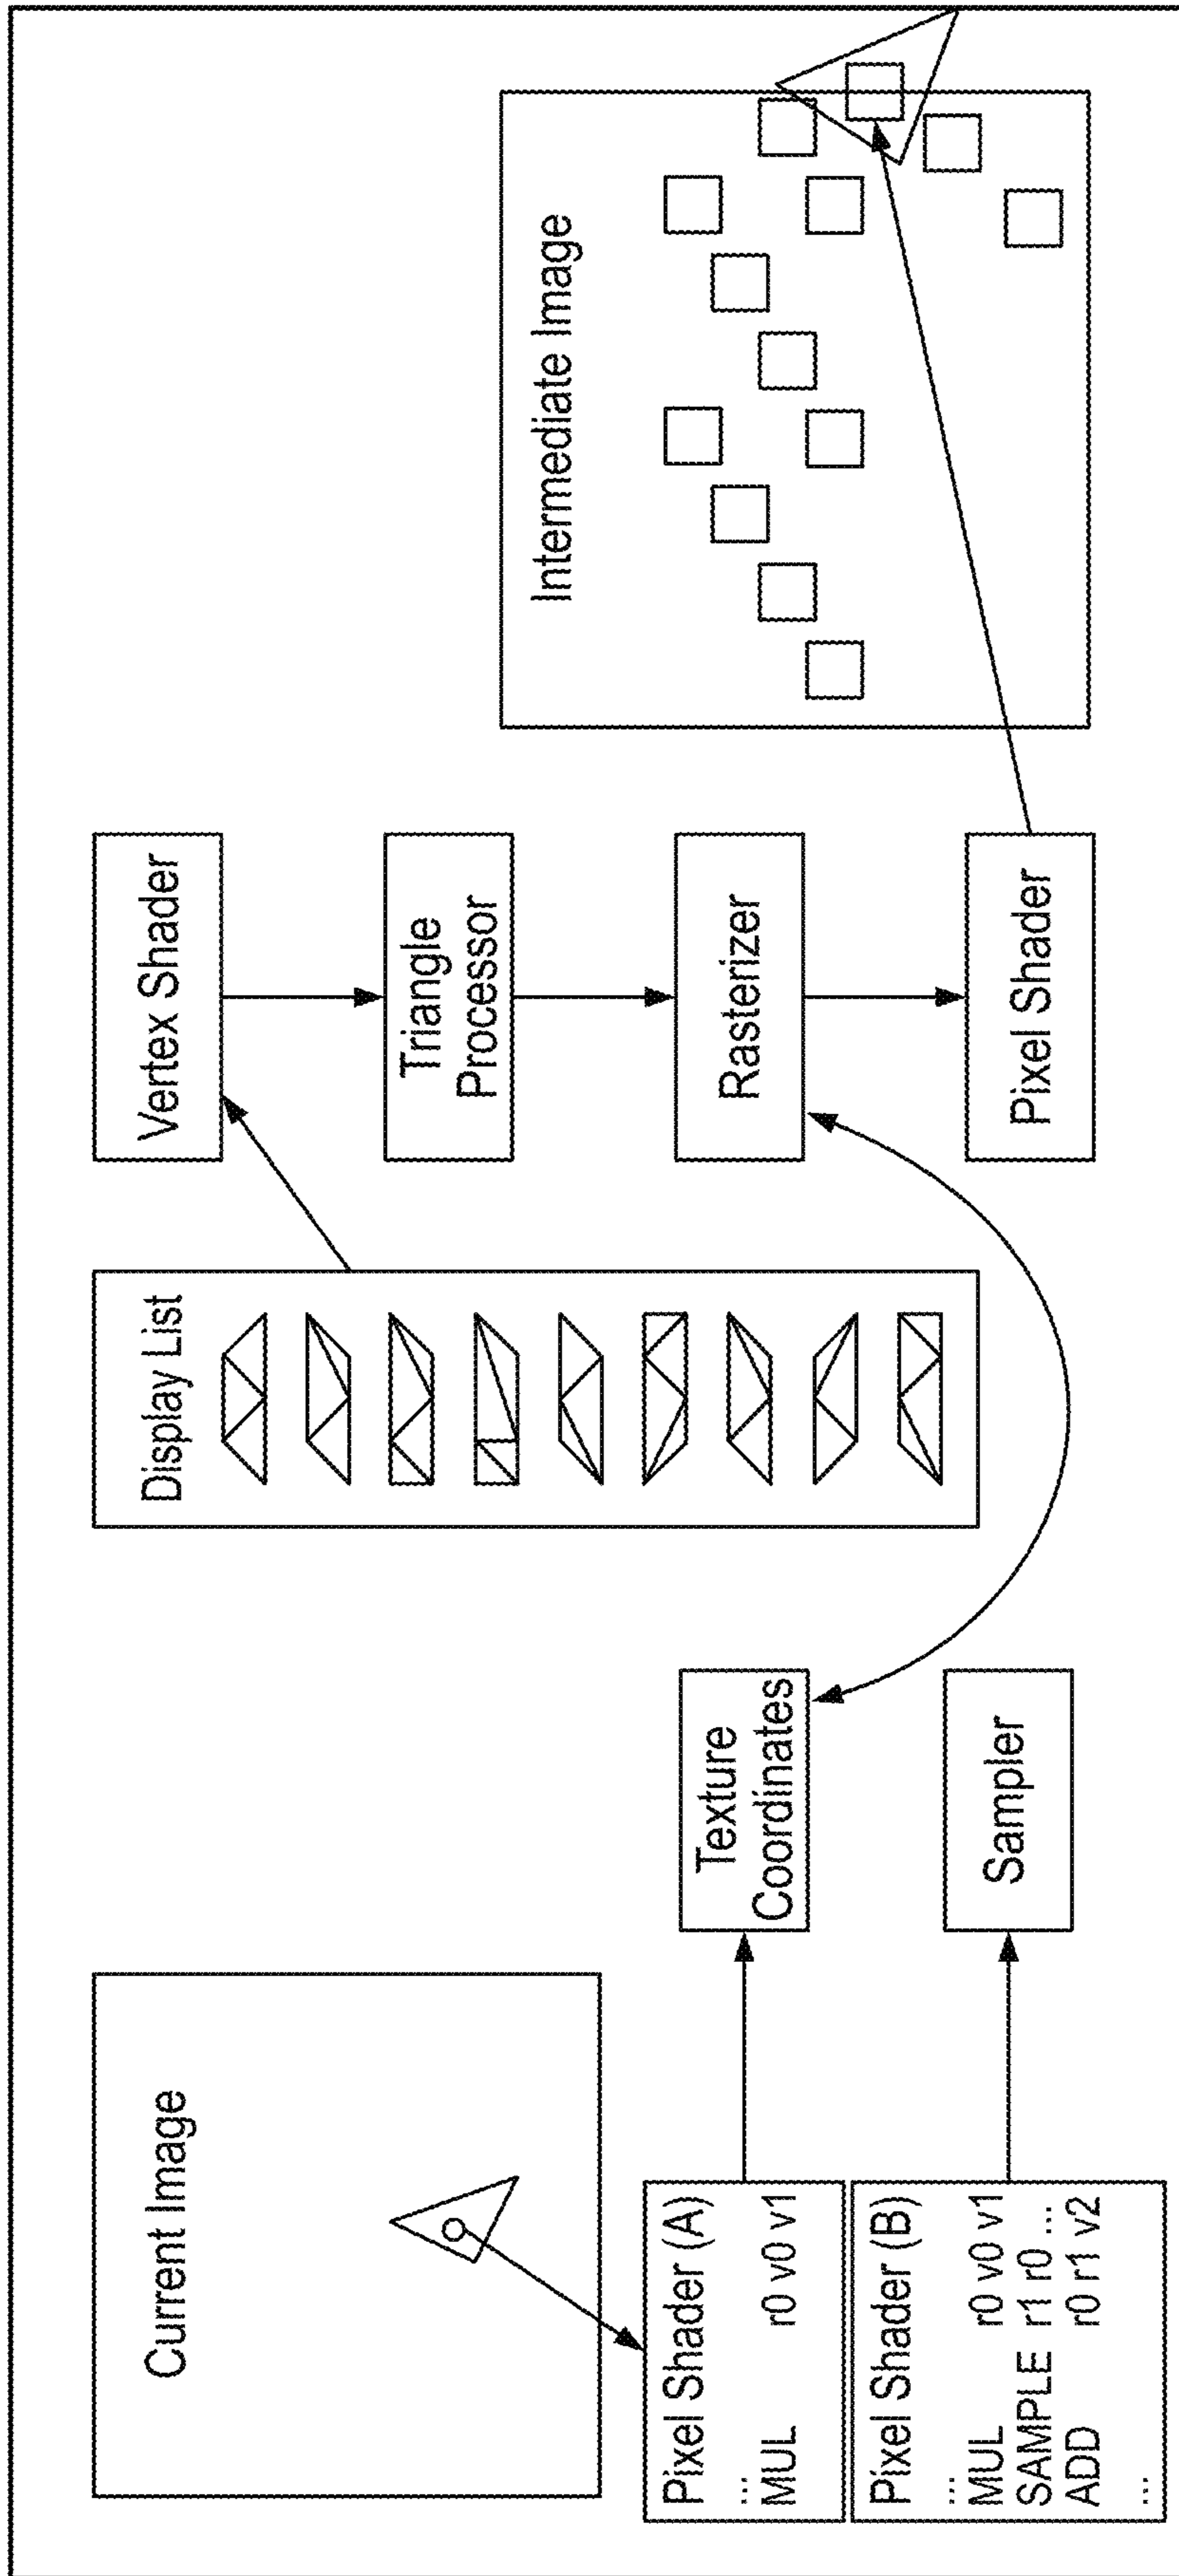 Current Image
Pixel Shader (A)
...
MUL r0 v0 v1
Pixel Shader (B)
...
MUL r0 v0 v1
SAMPLE r1 r0 ...
ADD r0 r1 v2
...
Texture
Coordinates
Sampler
Display List
Vertex Shader
Triangle
Processor
Rasterizer
Pixel Shader
Intermediate Image